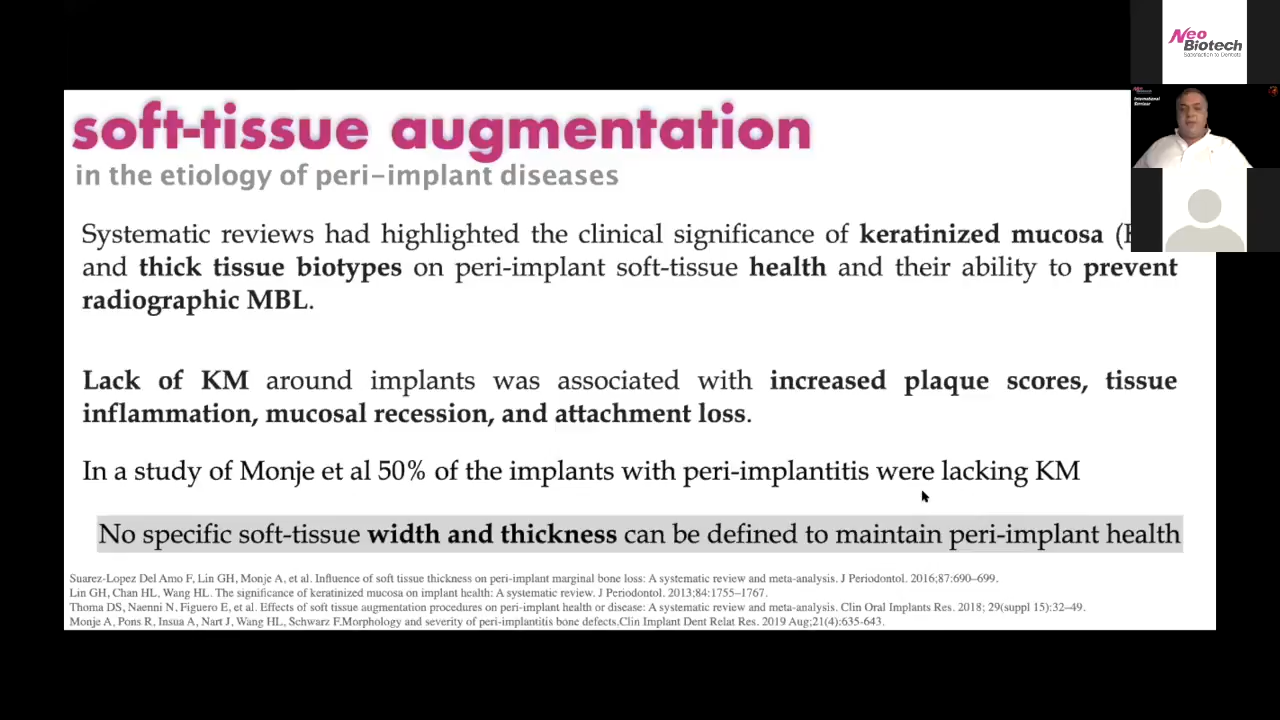 Neo
Biotech
Satisfaction to Dentists
International
Seminar
soft-tissue augmentation
in the etiology of peri-implant diseases
Systematic reviews had highlighted the clinical significance of keratinized mucosa (
and thick tissue biotypes on peri-implant soft-tissue health and their ability to prevent
radiographic MBL.
Lack of KM around implants was associated with increased plaque scores, tissue
inflammation, mucosal recession, and attachment loss.
In a study of Monje et al 50% of the implants with peri-implantitis were lacking KM
No specific soft-tissue width and thickness can be defined to maintain peri-implant health
Suarez-Lopez Del Amo F, Lin GH, Monje A, et al. Influence of soft tissue thickness on peri-implant marginal bone loss: A systematic review and meta-analysis. J Periodontol. 2016;87:690–699.
Lin GH, Chan HL, Wang HL. The significance of keratinized mucosa on implant health: A systematic review. J Periodontol. 2013;84:1755–1767.
Thoma DS, Naenni N, Figuero E, et al. Effects of soft tissue augmentation procedures on peri-implant health or disease: A systematic review and meta-analysis. Clin Oral Implants Res. 2018; 29(suppl 15):32–49.
Monje A, Pons R, Insua A, Nart J, Wang HL, Schwarz F.Morphology and severity of peri-implantitis bone defects.Clin Implant Dent Relat Res. 2019 Aug;21(4):635-643.